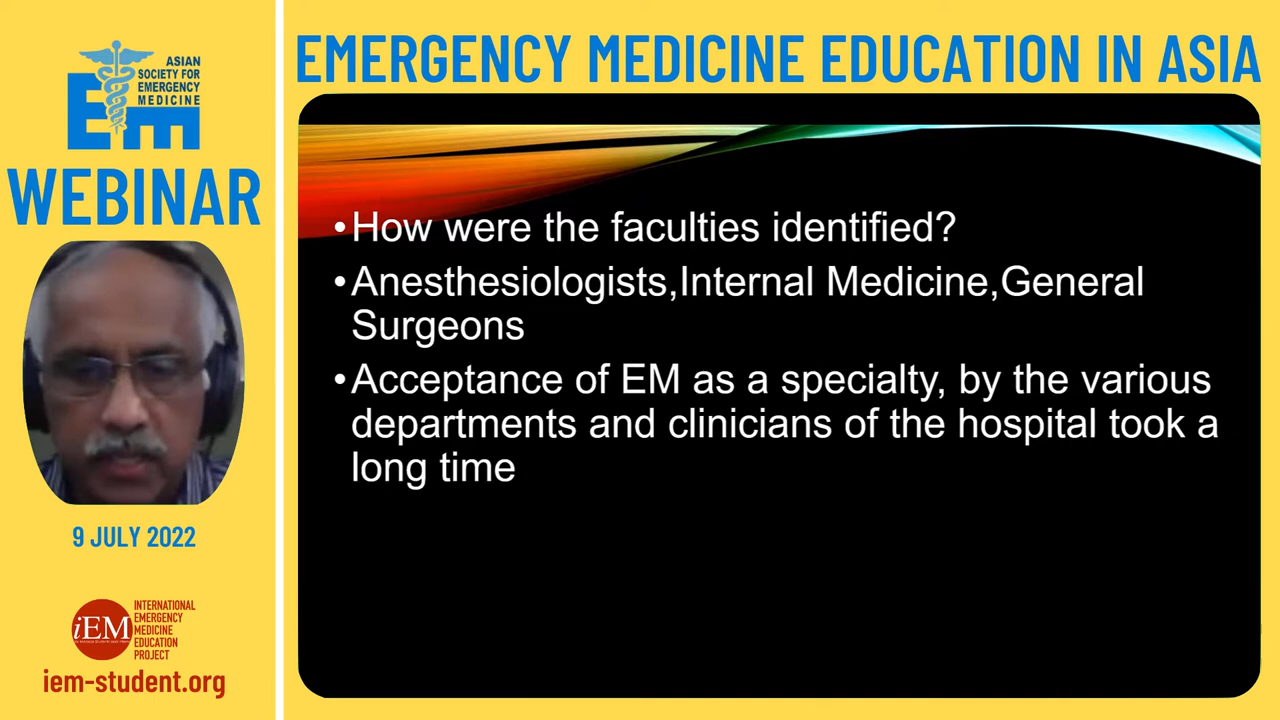 EMERGENCY MEDICINE EDUCATION IN ASIA
ASIAN
SOCIETY FOR
EMERGENCY
MEDICINE
Em
WEBINAR
•How were the faculties identified?
•Anesthesiologists,Internal Medicine,General
Surgeons
•Acceptance of EM as a specialty, by the various
departments and clinicians of the hospital took a
long time
9 JULY 2022
iEM
INTERNATIONAL
EMERGENCY
MEDICINE
EDUCATION
PROJECT
iem-student.org